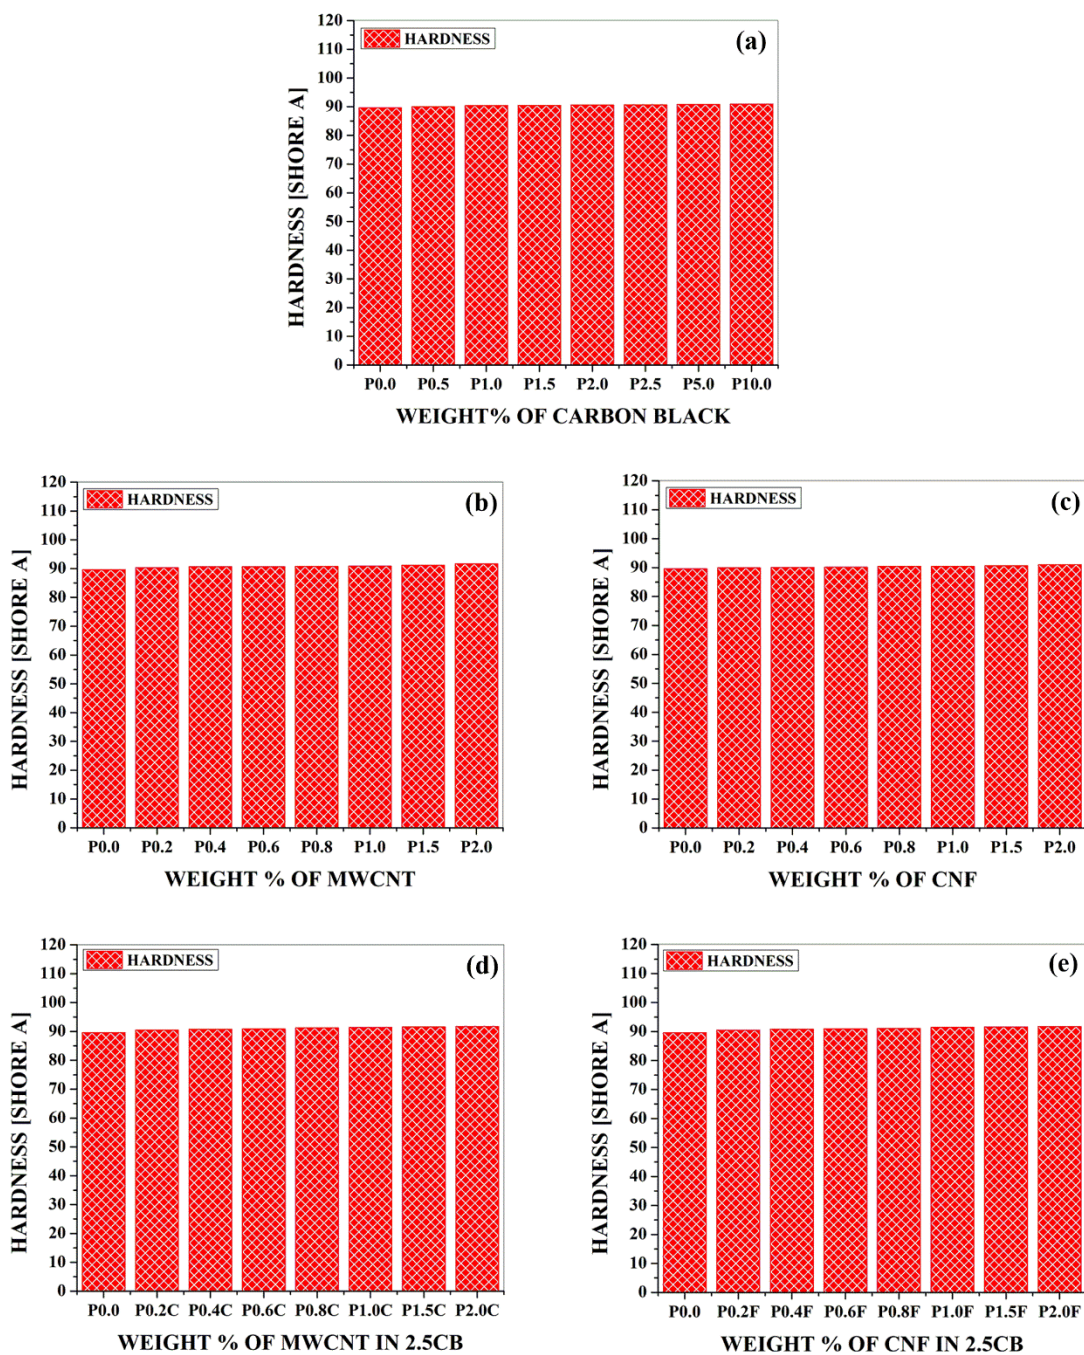 HARDNESS
(a)
HARDNESS [SHORE A]
120
110
100
90
80
70
60
50
40
30
20
10
0
P0.0 P0.5 P1.0 P1.5 P2.0 P2.5 P5.0 P10.0
WEIGHT% OF CARBON BLACK
HARDNESS
(b)
HARDNESS [SHORE A]
120
110
100
90
80
70
60
50
40
30
20
10
0
P0.0 P0.2 P0.4 P0.6 P0.8 P1.0 P1.5 P2.0
WEIGHT % OF MWCNT
HARDNESS
(c)
HARDNESS [SHORE A]
120
110
100
90
80
70
60
50
40
30
20
10
0
P0.0 P0.2 P0.4 P0.6 P0.8 P1.0 P1.5 P2.0
WEIGHT % OF CNF
HARDNESS
(d)
HARDNESS [SHORE A]
120
110
100
90
80
70
60
50
40
30
20
10
0
P0.0 P0.2C P0.4C P0.6C P0.8C P1.0C P1.5C P2.0C
WEIGHT % OF MWCNT IN 2.5CB
HARDNESS
(e)
HARDNESS [SHORE A]
120
110
100
90
80
70
60
50
40
30
20
10
0
P0.0 P0.2F P0.4F P0.6F P0.8F P1.0F P1.5F P2.0F
WEIGHT % OF CNF IN 2.5CB